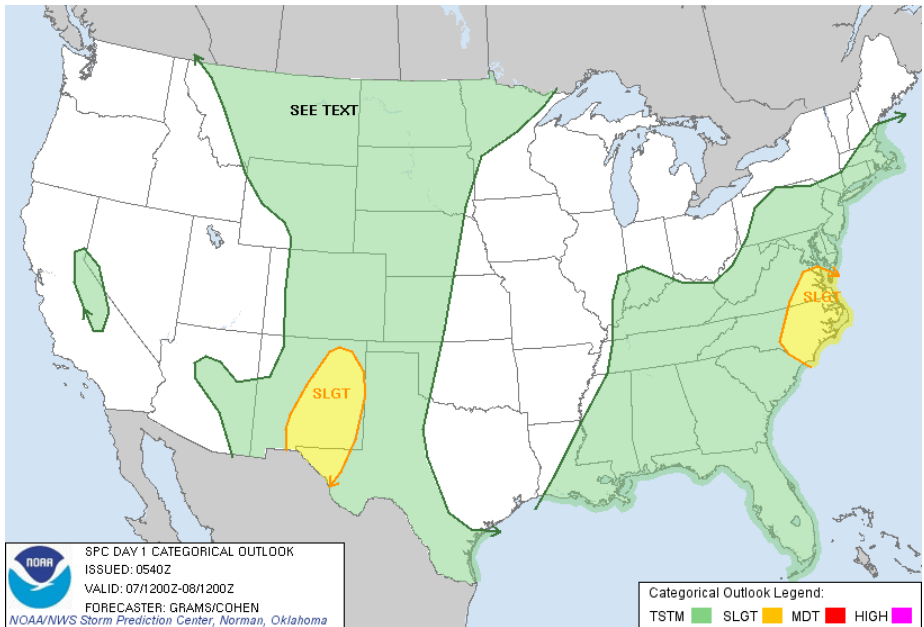 SEE TEXT
SLGT
SLGT
NOAA
SPC DAY 1 CATEGORICAL OUTLOOK
ISSUED: 0540Z
VALID: 07/1200Z-08/1200Z
FORECASTER: GRAMS/COHEN
NOAA/NWS Storm Prediction Center, Norman, Oklahoma
Categorical Outlook Legend:
TSTM SLGT MDT HIGH